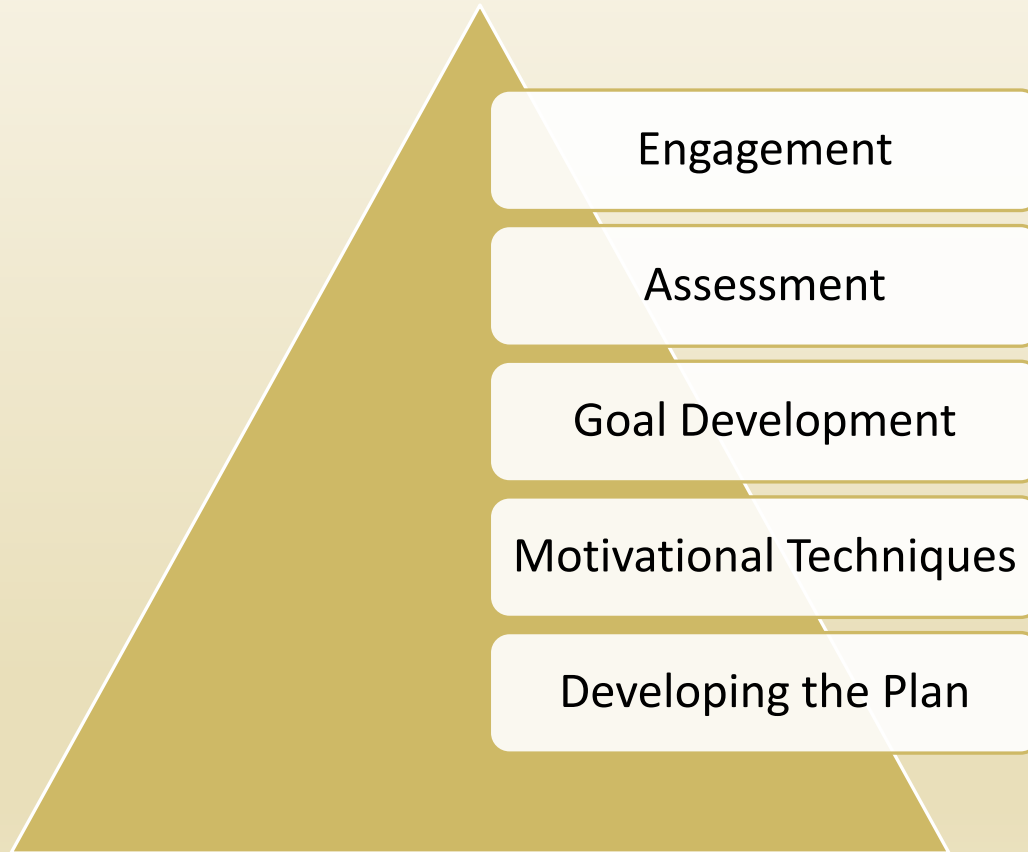 Engagement
Assessment
Goal Development
Motivational Techniques
Developing the Plan